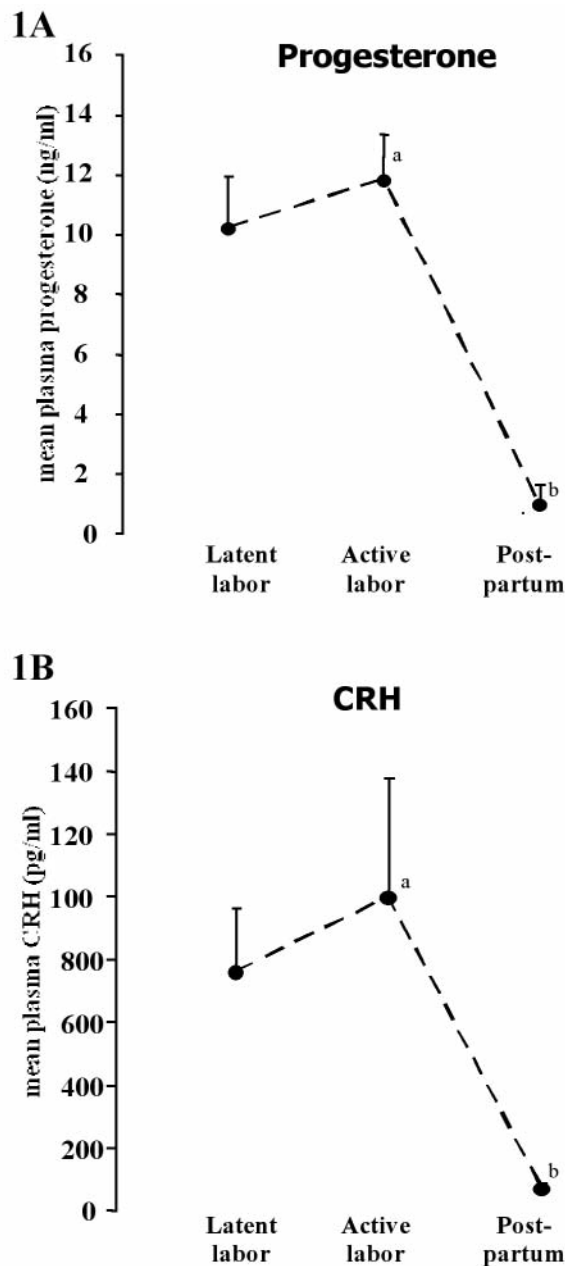 1A
Progesterone
mean plasma progesterone (ng/ml)
16
14
12
10
8
6
4
2
0
a
b
Latent labor
Active labor
Post-partum
1B
CRH
mean plasma CRH (pg/ml)
160
140
120
100
800
600
400
200
0
a
b
Latent labor
Active labor
Post-partum